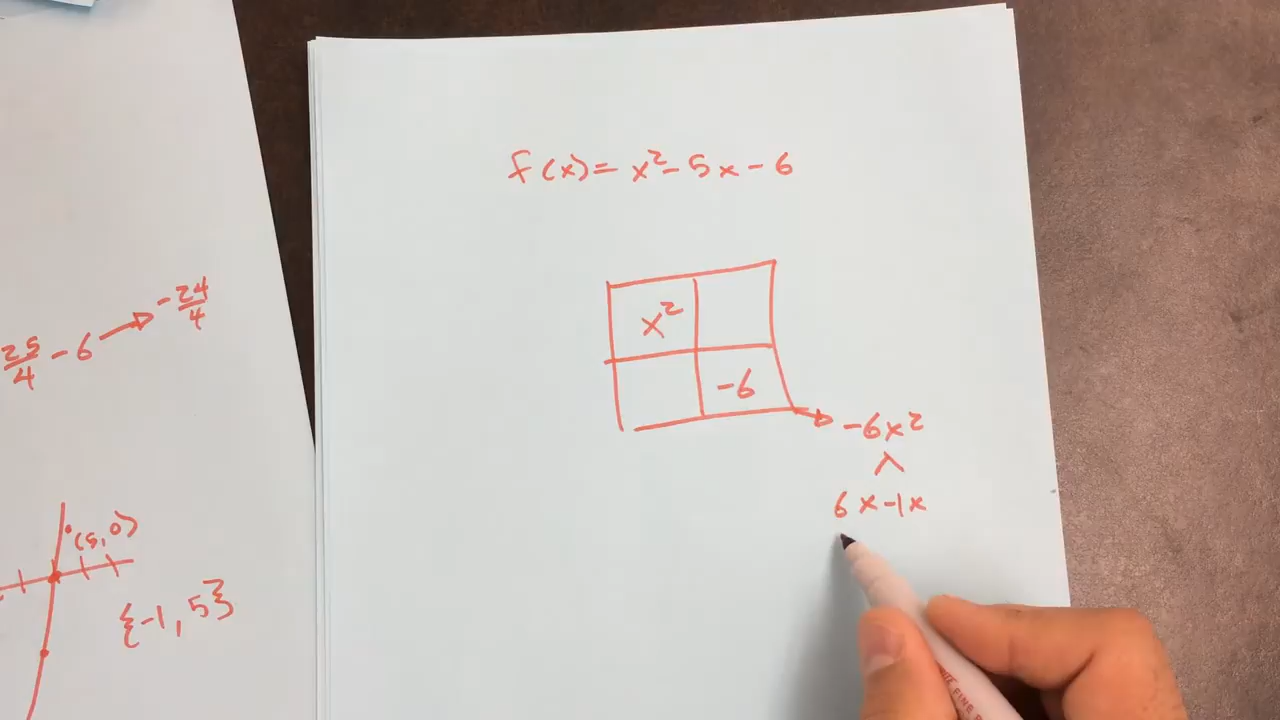 f(x) = x² - 5x - 6
x²
-6
-6x²
6x -1x
25/4 - 6 → -24/4
(5,0)
{-1,5}